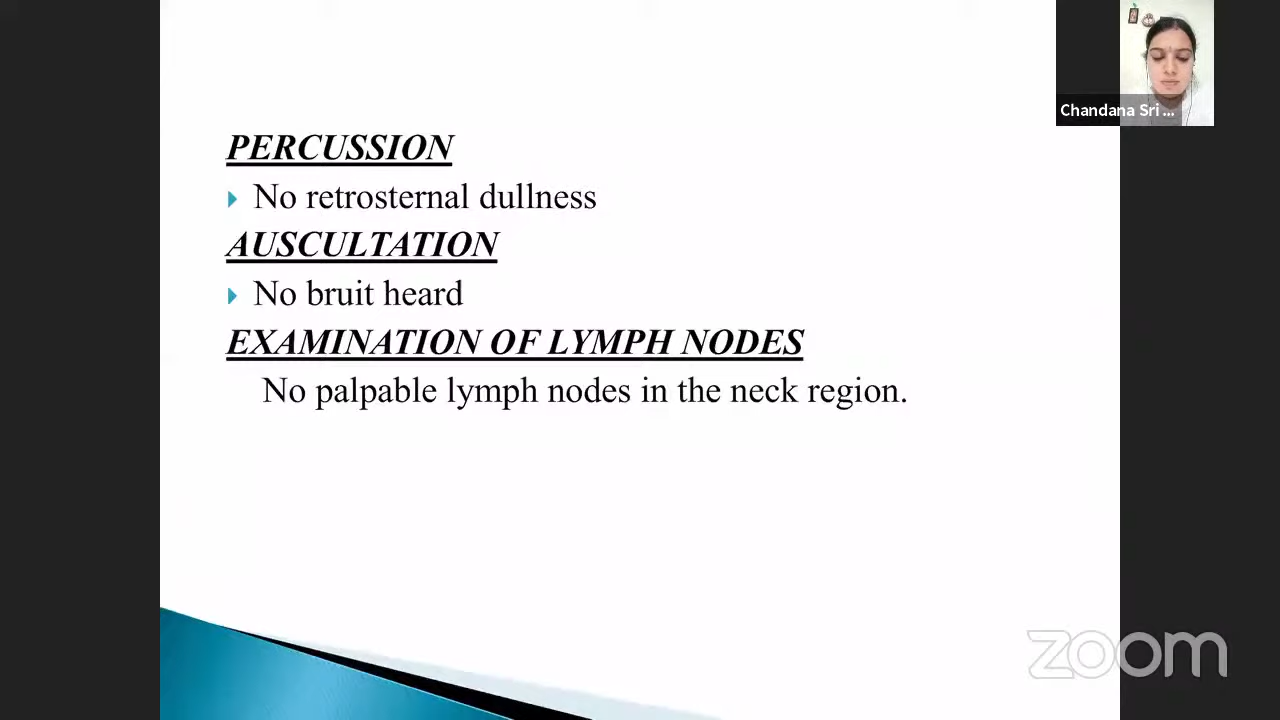 Chandana Sri ...
PERCUSSION
No retrosternal dullness
AUSCULTATION
No bruit heard
EXAMINATION OF LYMPH NODES
No palpable lymph nodes in the neck region.
zoom